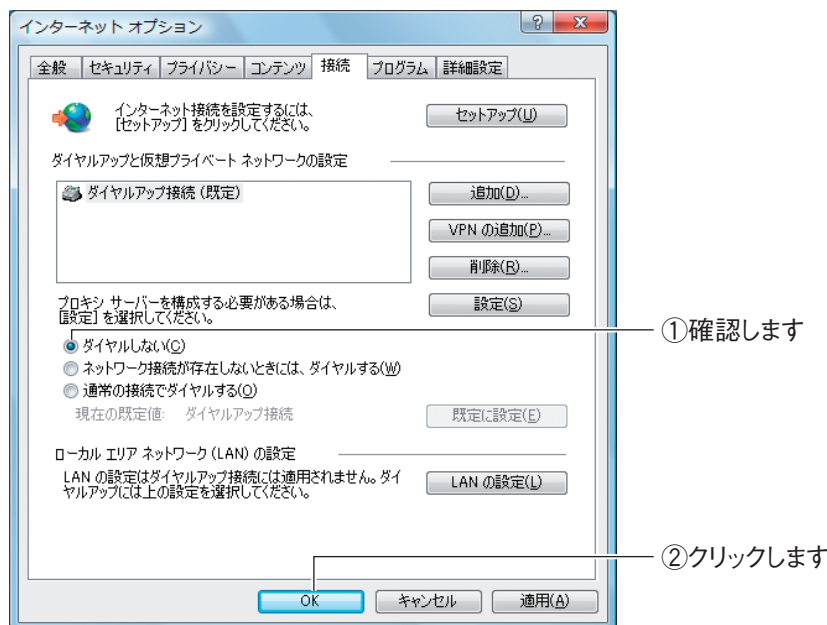 インターネット オプション
全般 セキュリティ プライバシー コンテンツ 接続 プログラム 詳細設定
インターネット接続を設定するには、
[セットアップ] をクリックしてください。
セットアップ(U)
ダイヤルアップと仮想プライベート ネットワークの設定
ダイヤルアップ接続 (既定)
追加(D)...
VPN の追加(P)...
削除(R)...
プロキシ サーバーを構成する必要がある場合は、
[設定] を選択してください。
設定(S)
ダイヤルしない(C)
①確認します
ネットワーク接続が存在しないときには、ダイヤルする(W)
通常の接続でダイヤルする(O)
現在の既定値: ダイヤルアップ接続
既定に設定(E)
ローカル エリア ネットワーク (LAN) の設定
LAN の設定はダイヤルアップ接続には適用されません。ダイ
ヤルアップには上の設定を選択してください。
LAN の設定(L)
②クリックします
OK キャンセル 適用(A)